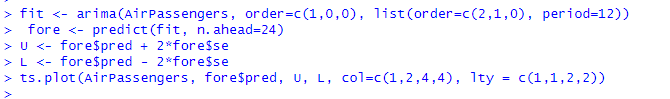 > fit <- arima(AirPassengers, order=c(1,0,0), list(order=c(2,1,0), period=12))
>  fore <- predict(fit, n.ahead=24)
> U <- fore$pred + 2*fore$se
> L <- fore$pred - 2*fore$se
> ts.plot(AirPassengers, fore$pred, U, L, col=c(1,2,4,4), lty = c(1,1,2,2))
>